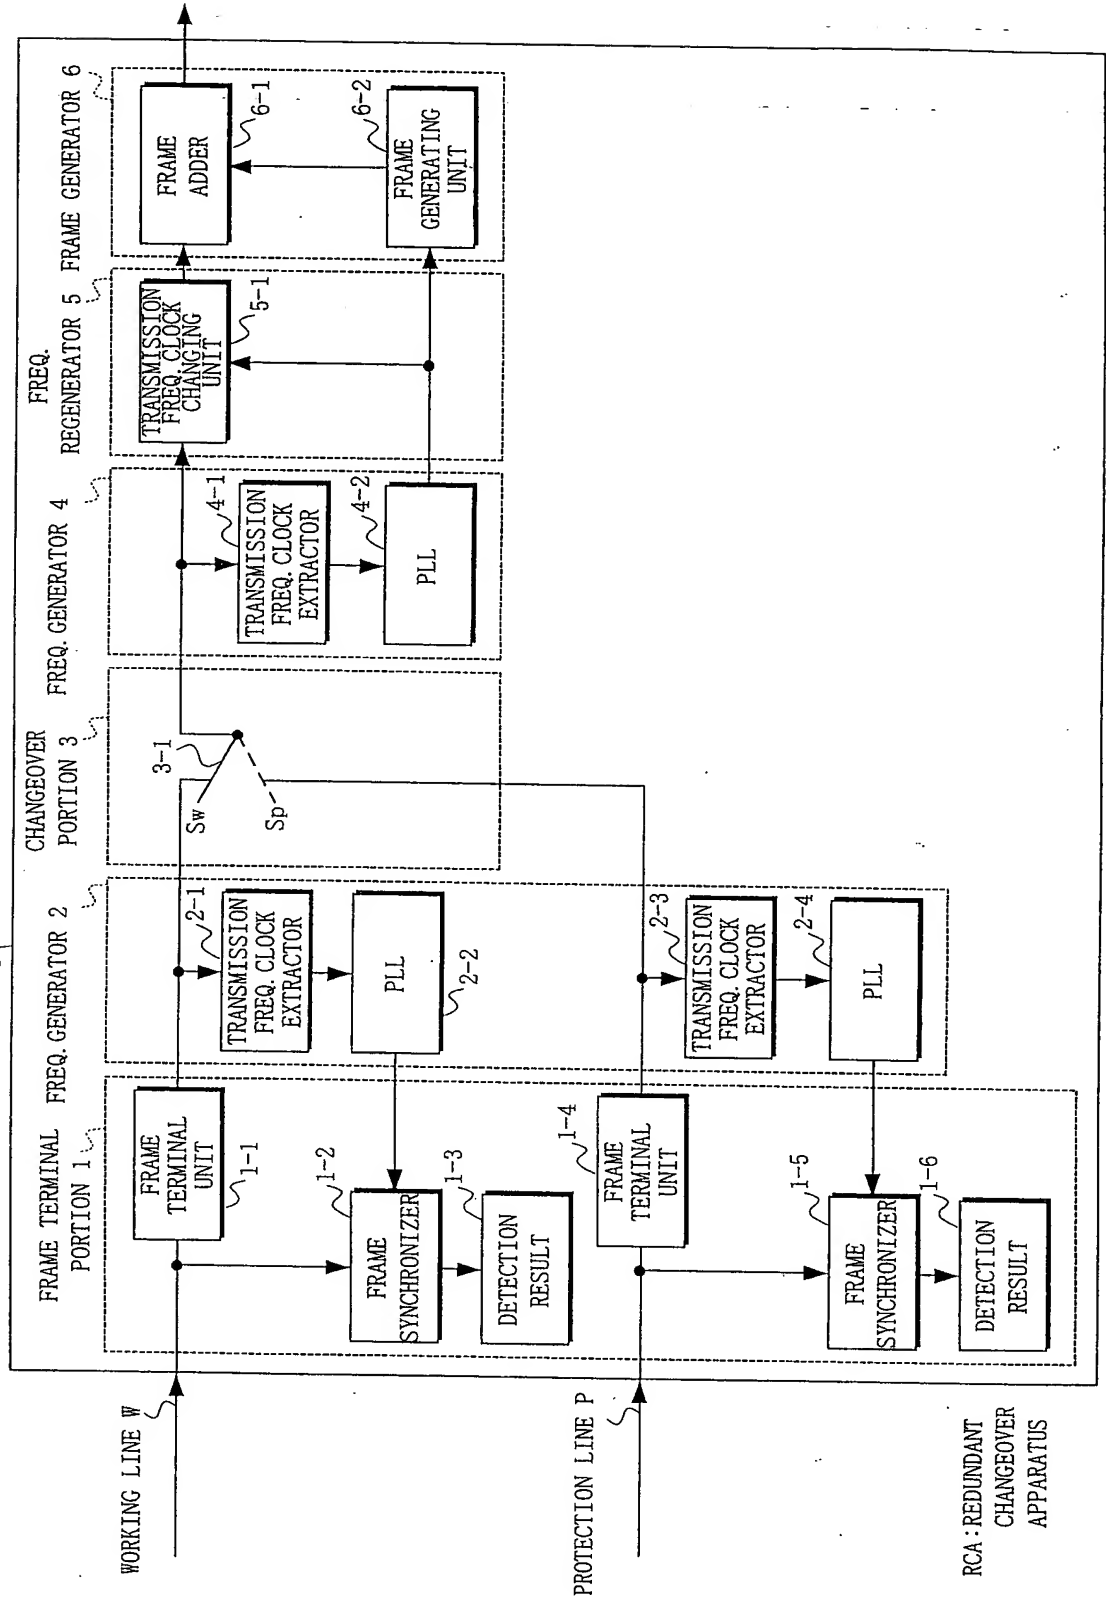 FRAME TERMINAL
PORTION 1
FREQ. GENERATOR 2
CHANGEOVER
PORTION 3
FREQ. GENERATOR 4
FREQ.
REGENERATOR 5
FRAME GENERATOR 6
WORKING LINE W
FRAME
TERMINAL
UNIT
1-1
FRAME
SYNCHRONIZER
1-2
DETECTION
RESULT
1-3
TRANSMISSION
FREQ. CLOCK
EXTRACTOR
2-1
PLL
2-2
Sw
Sp
3-1
TRANSMISSION
FREQ. CLOCK
EXTRACTOR
4-1
PLL
4-2
TRANSMISSION
FREQ. CLOCK
CHANGING
UNIT
5-1
FRAME
ADDER
6-1
FRAME
GENERATING
UNIT
6-2
PROTECTION LINE P
FRAME
TERMINAL
UNIT
1-4
FRAME
SYNCHRONIZER
1-5
DETECTION
RESULT
1-6
TRANSMISSION
FREQ. CLOCK
EXTRACTOR
2-3
PLL
2-4
RCA:REDUNDANT
CHANGEOVER
APPARATUS